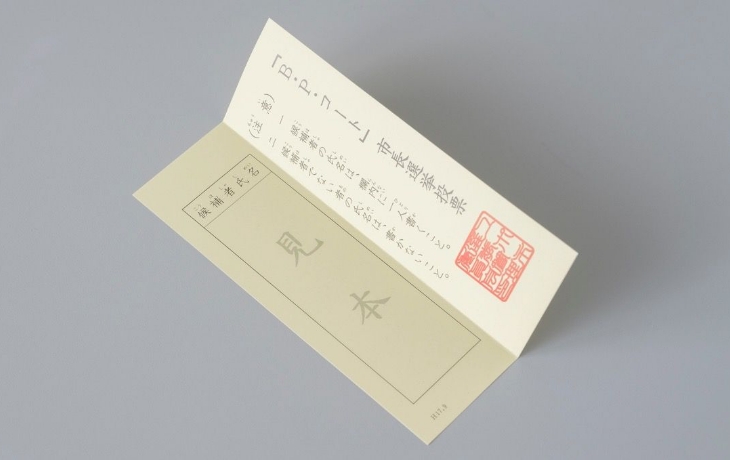 「B.P.コート」市長選挙投票
(注意)
一 候補者の氏名は、欄内に一人書くこと。
二 候補者でない者の氏名は、書かないこと。
候補者氏名
見本